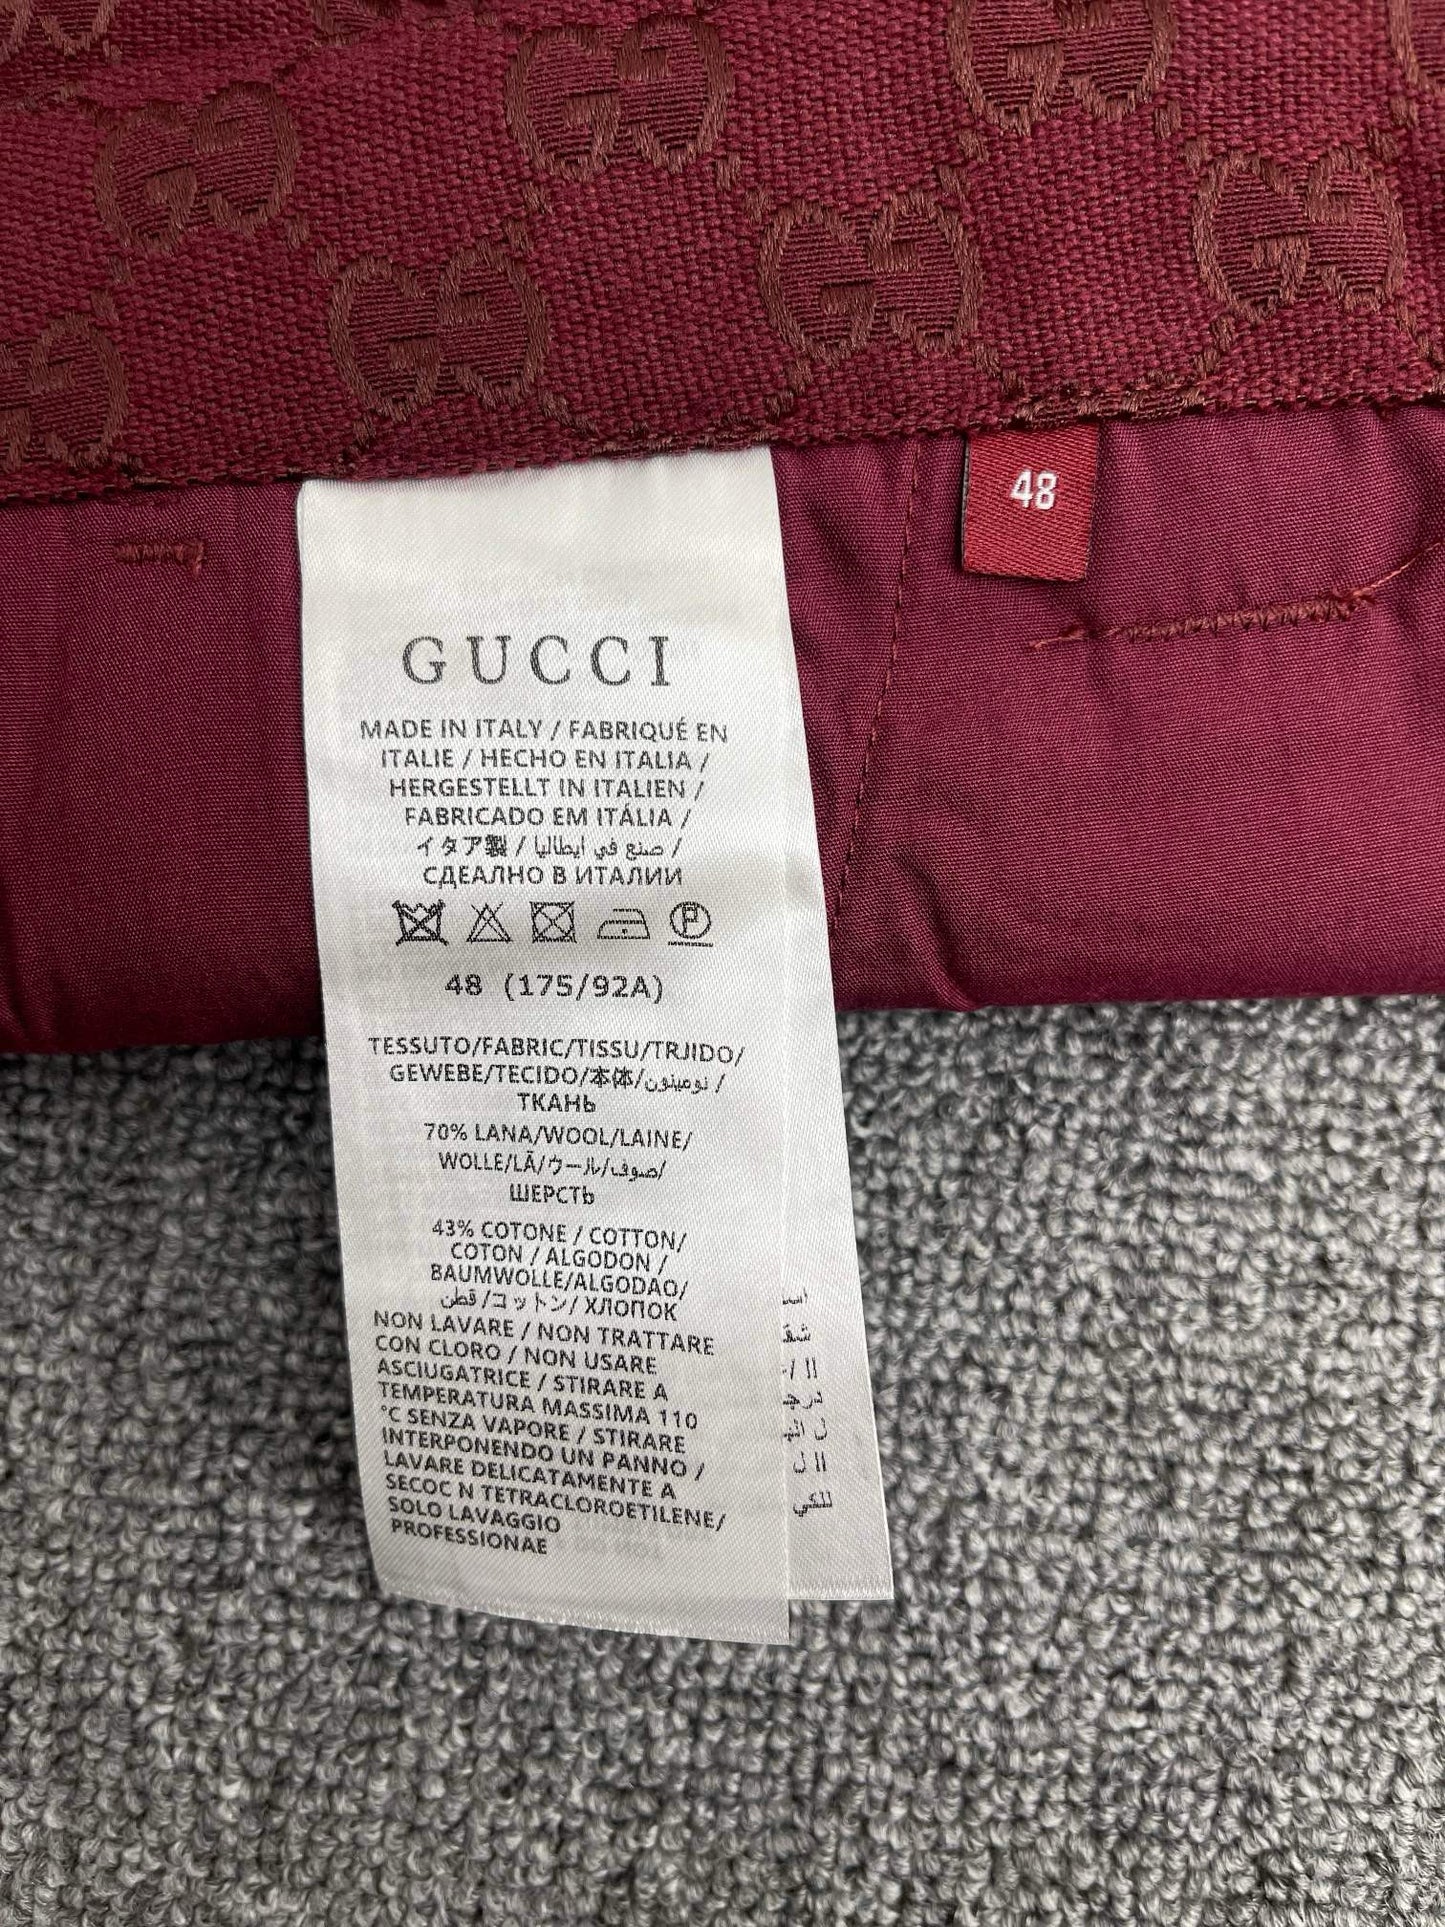 48
GUCCI
MADE IN ITALY / FABRIQUÉ EN
ITALIE / HECHO EN ITALIA /
HERGESTELLT IN ITALIEN /
FABRICADO EM ITÁLIA /
イタア製 / صنع في ايطاليا /
СДЕАЛНО В ИТАЛИИ
P
48 (175/92A)
TESSUTO/FABRIC/TISSU/TRJIDO/
GEWEBE/TECIDO/本体/نومينون /
ТКАНЬ
70% LANA/WOOL/LAINE/
WOLLE/LÃ/ウール/صوف/
ШЕРСТЬ
43% COTONE / COTTON/
COTON / ALGODON /
BAUMWOLLE/ALGODAO/
قطن /コットン/ ХЛОПОК
NON LAVARE / NON TRATTARE
CON CLORO / NON USARE
ASCIUGATRICE / STIRARE A
TEMPERATURA MASSIMA 110
°C SENZA VAPORE / STIRARE
INTERPONENDO UN PANNO /
LAVARE DELICATAMENTE A
SECOC N TETRACLOROETILENE/
SOLO LAVAGGIO
PROFESSIONAE